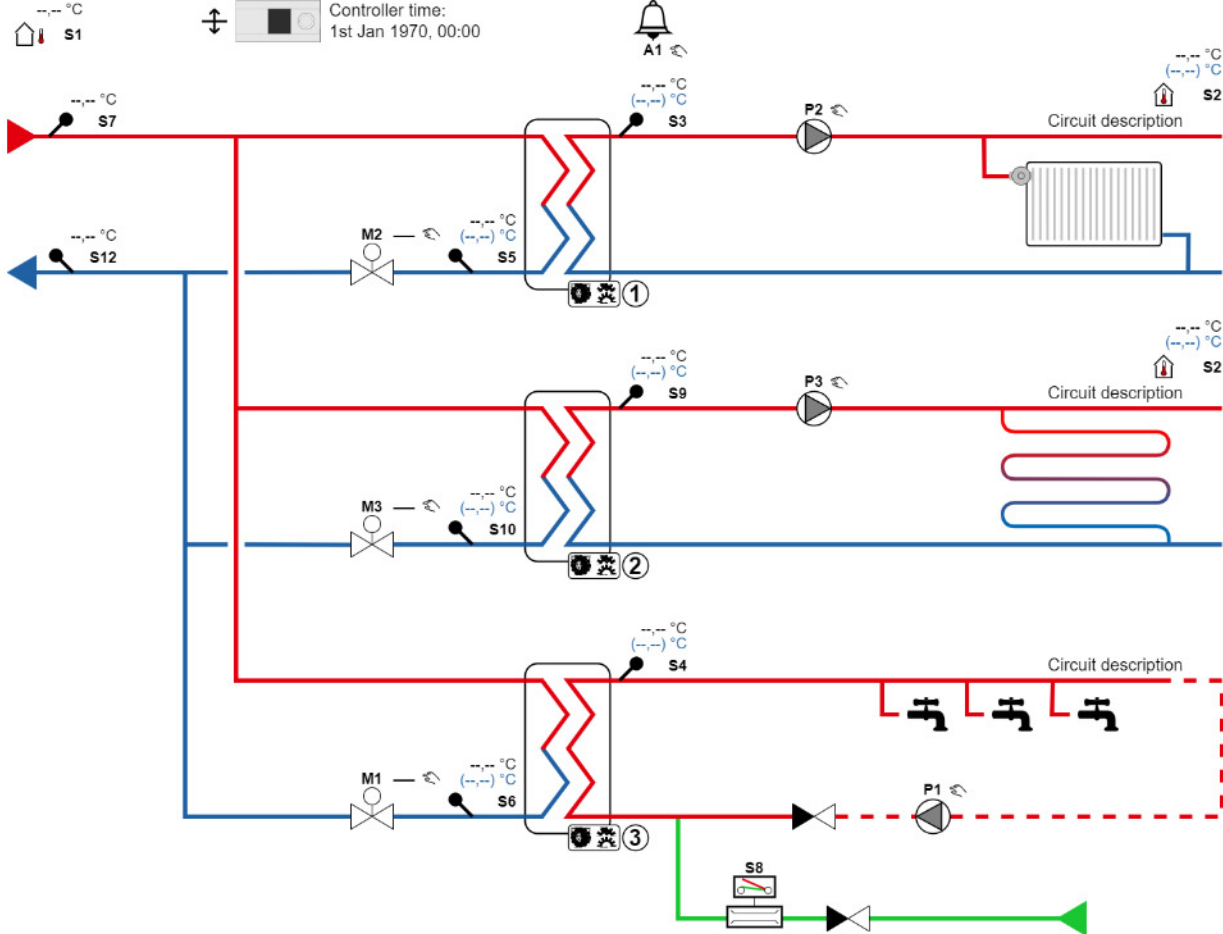 --,-- °C
S1
Controller time:
1st Jan 1970, 00:00
A1
--,-- °C
(--,--) °C
S2
--,-- °C
S7
--,-- °C
(--,--) °C
S3
P2
Circuit description
--,-- °C
S12
M2
--,-- °C
(--,--) °C
S5
1
--,-- °C
(--,--) °C
S2
--,-- °C
(--,--) °C
S9
P3
Circuit description
M3
--,-- °C
(--,--) °C
S10
2
--,-- °C
(--,--) °C
S4
Circuit description
M1
--,-- °C
(--,--) °C
S6
P1
3
S8